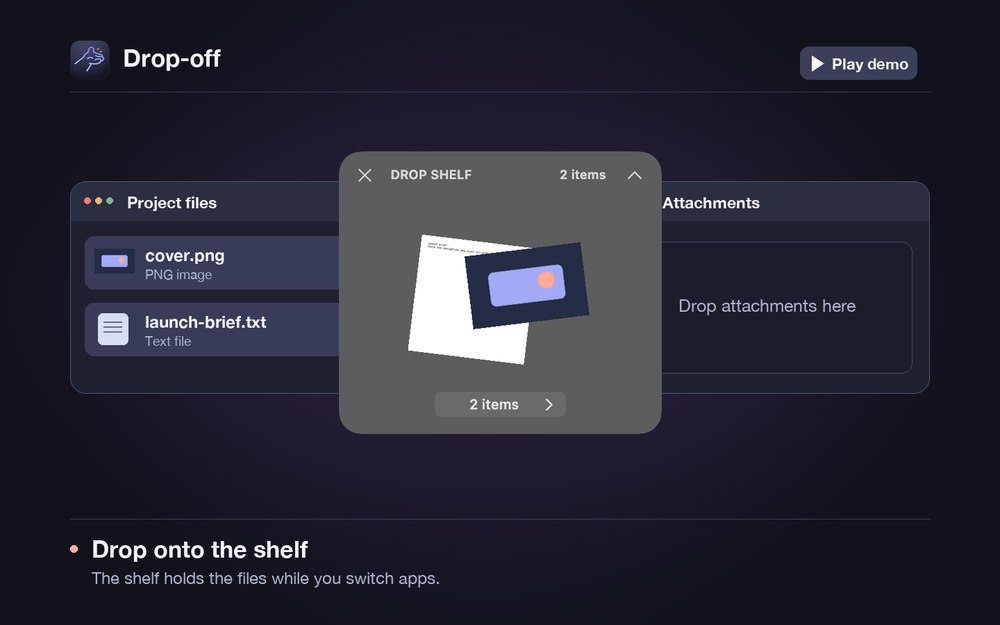 Drop-off
Play demo
DROP SHELF
2 items
Project files
Attachments
cover.png
PNG image
launch-brief.txt
Text file
Drop attachments here
2 items
Drop onto the shelf
The shelf holds the files while you switch apps.